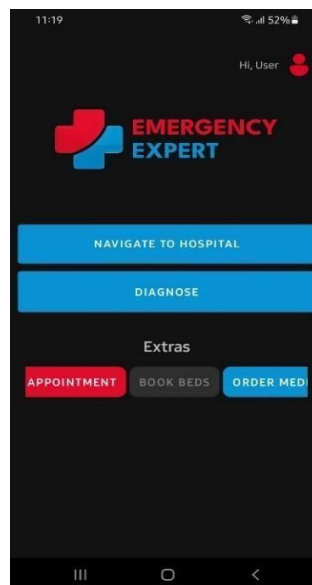 11:19 52%
Hi, User
EMERGENCY
EXPERT
NAVIGATE TO HOSPITAL
DIAGNOSE
Extras
APPOINTMENT BOOK BEDS ORDER MEDI